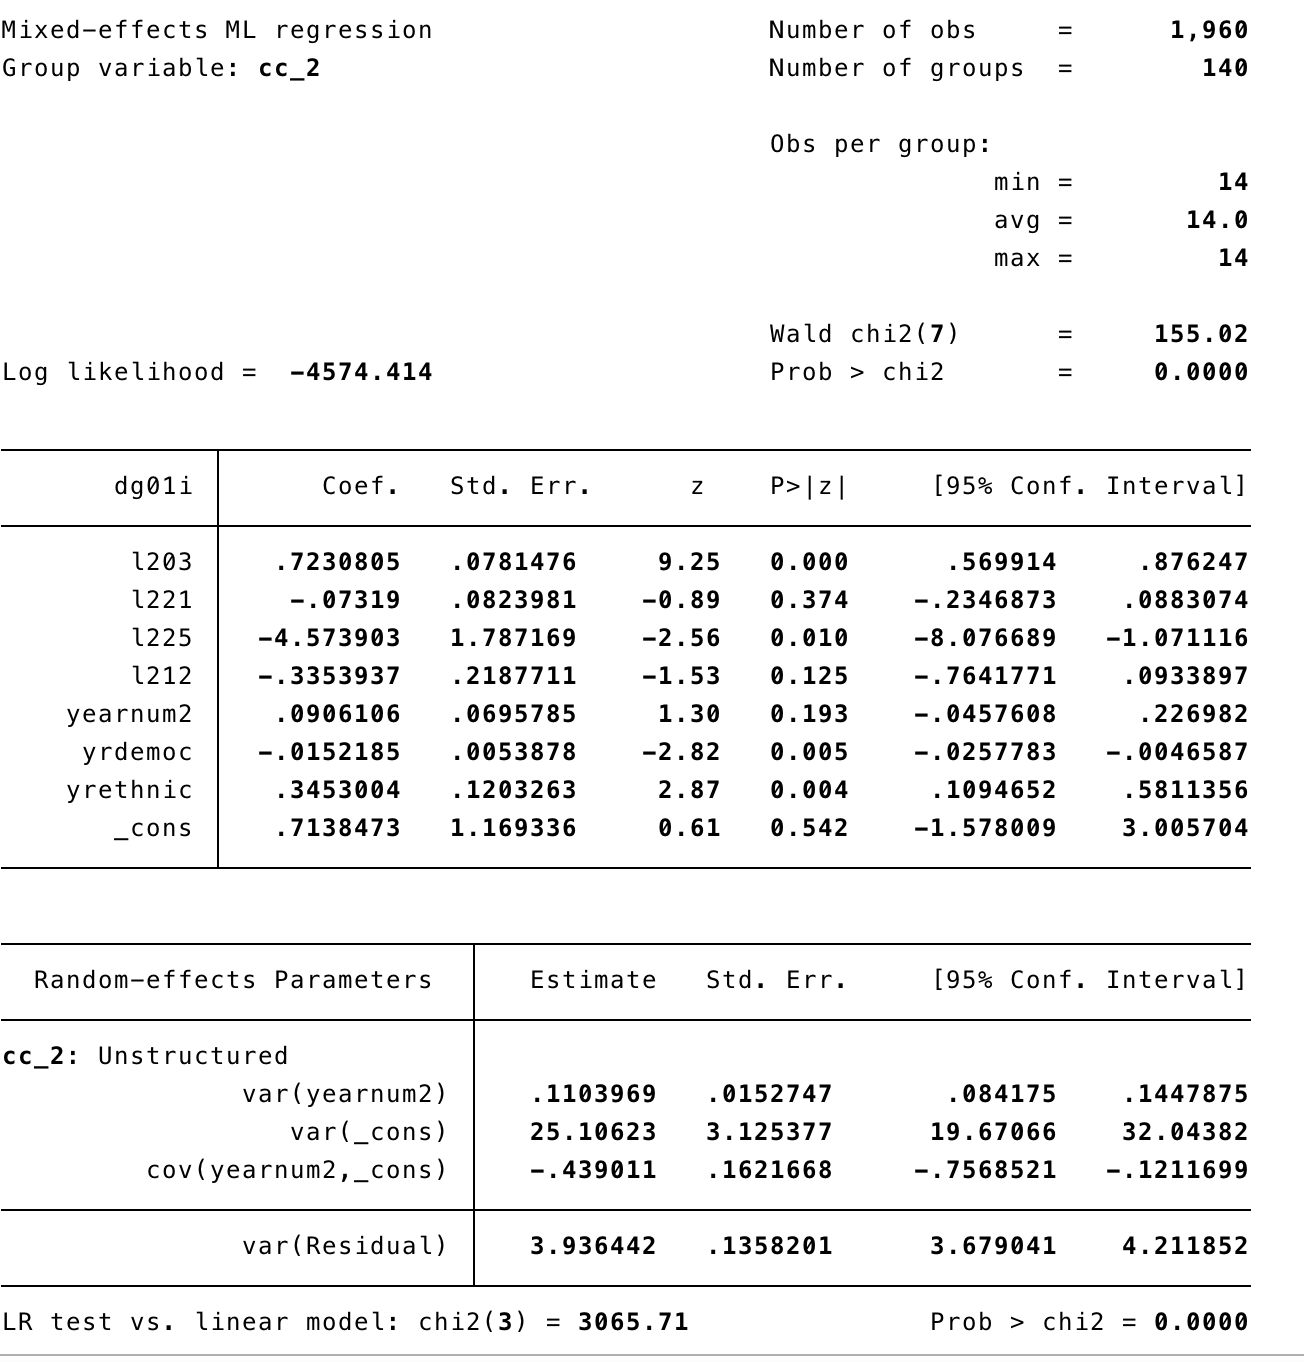 Mixed-effects ML regression Number of obs = 1,960
Group variable: cc_2 Number of groups = 140
Obs per group:
min = 14
avg = 14.0
max = 14
Wald chi2(7) = 155.02
Log likelihood = -4574.414 Prob > chi2 = 0.0000
dg01i Coef. Std. Err. z P>|z| [95% Conf. Interval]
l203 .7230805 .0781476 9.25 0.000 .569914 .876247
l221 -.07319 .0823981 -0.89 0.374 -.2346873 .0883074
l225 -4.573903 1.787169 -2.56 0.010 -8.076689 -1.071116
l212 -.3353937 .2187711 -1.53 0.125 -.7641771 .0933897
yearnum2 .0906106 .0695785 1.30 0.193 -.0457608 .226982
yrdemoc -.0152185 .0053878 -2.82 0.005 -.0257783 -.0046587
yrethnic .3453004 .1203263 2.87 0.004 .1094652 .5811356
_cons .7138473 1.169336 0.61 0.542 -1.578009 3.005704
Random-effects Parameters Estimate Std. Err. [95% Conf. Interval]
cc_2: Unstructured
var(yearnum2) .1103969 .0152747 .084175 .1447875
var(_cons) 25.10623 3.125377 19.67066 32.04382
cov(yearnum2,_cons) -.439011 .1621668 -.7568521 -.1211699
var(Residual) 3.936442 .1358201 3.679041 4.211852
LR test vs. linear model: chi2(3) = 3065.71 Prob > chi2 = 0.0000